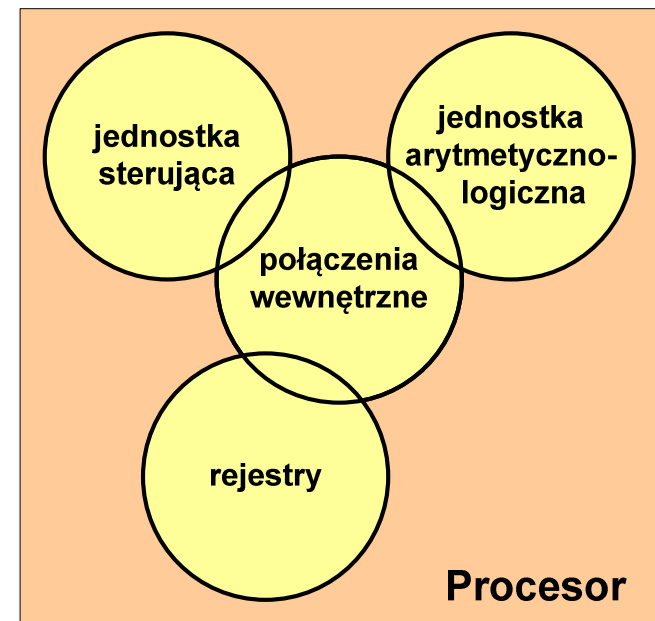 jednostka
sterująca
jednostka
arytmetyczno-
logiczna
połączenia
wewnętrzne
rejestry
Procesor